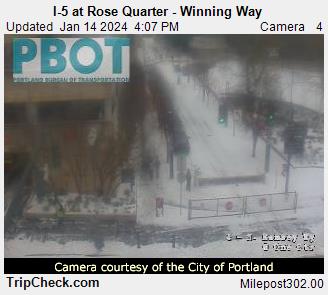 I-5 at Rose Quarter - Winning Way
Updated Jan 14 2024 4:07 PM Camera 4
PBOT
PORTLAND BUREAU OF TRANSPORTATION
Camera courtesy of the City of Portland
TripCheck.com Milepost302.00